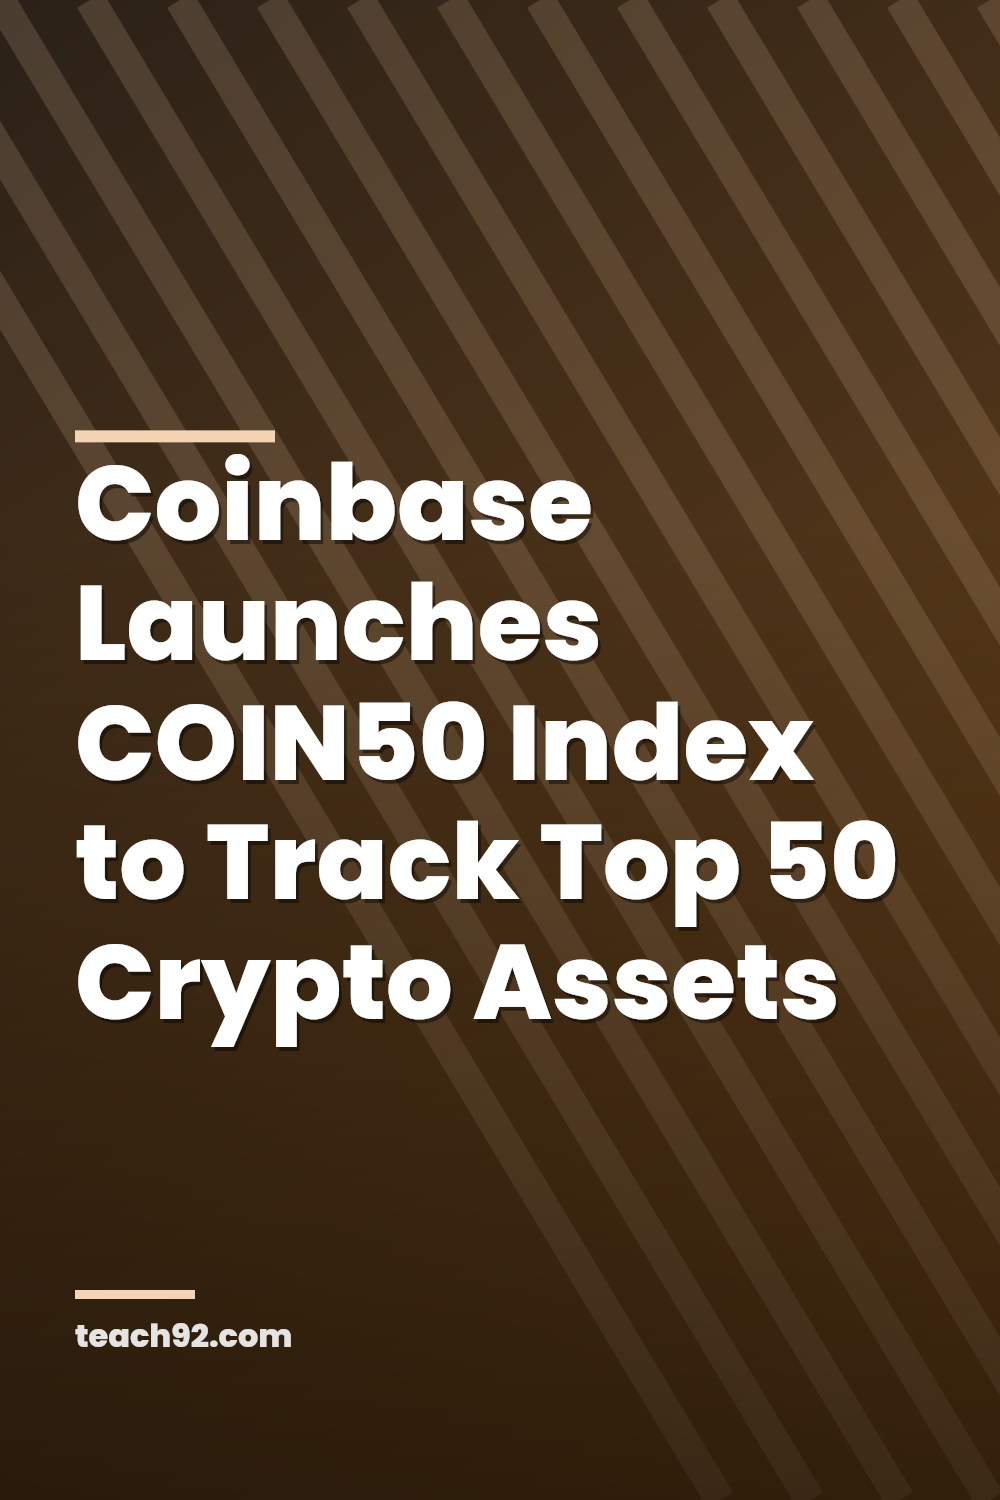 Coinbase
Launches
COIN50 Index
to Track Top 50
Crypto Assets
teach92.com